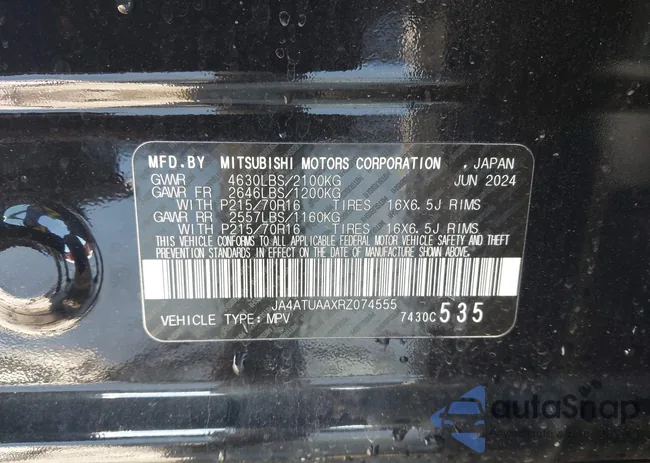 MFD.BY MITSUBISHI MOTORS CORPORATION , JAPAN
GVWR 4630LBS/2100KG JUN 2024
GAWR FR 2646LBS/1200KG
WITH P215/70R16 TIRES 16X6.5J RIMS
GAWR RR 2557LBS/1160KG
WITH P215/70R16 TIRES 16X6.5J RIMS
THIS VEHICLE CONFORMS TO ALL APPLICABLE FEDERAL MOTOR VEHICLE SAFETY AND THEFT
PREVENTION STANDARDS IN EFFECT ON THE DATE OF MANUFACTURE SHOWN ABOVE.
JA4ATUAAXRZ074555
VEHICLE TYPE: MPV 7430C 535
autoSnap